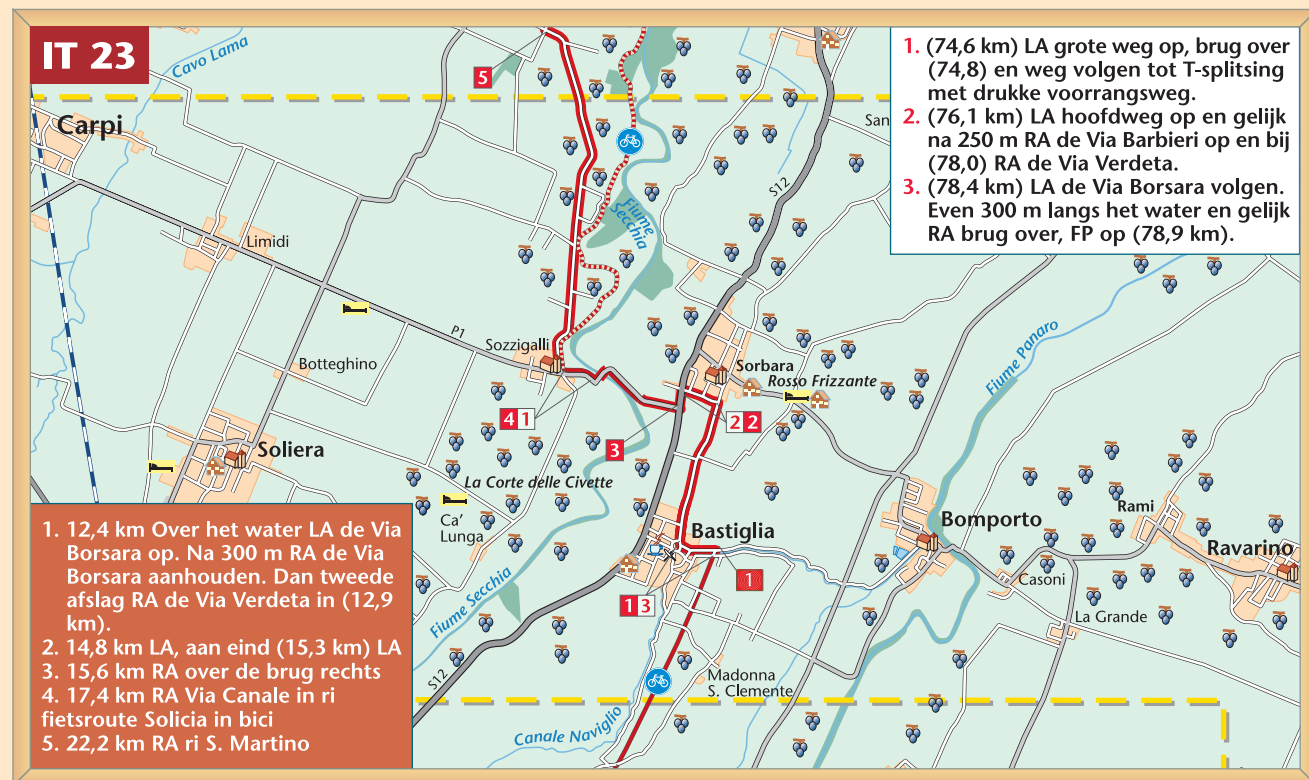 IT 23
Cavo Lama
Carpi
5
1. (74,6 km) LA grote weg op, brug over
(74,8) en weg volgen tot T-splitsing
met drukke voorrangsweg.
2. (76,1 km) LA hoofdweg op en gelijk
na 250 m RA de Via Barbieri op en bij
(78,0) RA de Via Verdeta.
3. (78,4 km) LA de Via Borsara volgen.
Even 300 m langs het water en gelijk
RA brug over, FP op (78,9 km).
San
S12
Fiume
Secchia
Limidi
P1
Sozzigalli
Botteghino
Sorbara
Rosso Frizzante
Fiume Panaro
4 1
2 2
3
Soliera
La Corte delle Civette
Ca'
Lunga
Bastiglia
Bomporto
Rami
Ravarino
Casoni
La Grande
1
1 3
Fiume Secchia
S12
Madonna
S. Clemente
Canale Naviglio
1. 12,4 km Over het water LA de Via
Borsara op. Na 300 m RA de Via
Borsara aanhouden. Dan tweede
afslag RA de Via Verdeta in (12,9
km).
2. 14,8 km LA, aan eind (15,3 km) LA
3. 15,6 km RA over de brug rechts
4. 17,4 km RA Via Canale in ri
fietsroute Solicia in bici
5. 22,2 km RA ri S. Martino